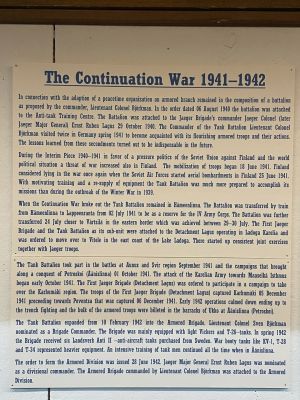 The Continuation War 1941–1942
In connection with the adaption of a peacetime organization an armored branch remained in the composition of a battalion
as proposed by the commander, Lieutenant Colonel Björkman. In the order dated 06 August 1940 the battalion was attached
to the Anti-tank Training Centre. The Battalion was attached to the Jaeger Brigade's commander Jaeger Colonel (later
Jaeger Major General) Ernst Ruben Lagus 29 October 1940. The Commander of the Tank Battalion Lieutenant Colonel
Björkman visited twice in Germany spring 1941 to become acquainted with its flourishing armored troops and their actions.
The lessons learned from these secondments turned out to be indispensable in the future.
During the Interim Peace 1940–1941 in favor of a pressure politics of the Soviet Union against Finland and the world
political situation a threat of war increased also in Finland. The mobilization of troops began 18 June 1941. Finland
considered lying in the war once again when the Soviet Air Forces started aerial bombardments in Finland 25 June 1941.
With motivating training and a re-supply of equipment the Tank Battalion was much more prepared to accomplish its
missions than during the outbreak of the Winter War in 1939.
When the Continuation War broke out the Tank Battalion remained in Hämeenlinna. The Battalion was transferred by train
from Hämeenlinna to Lappeenranta from 02 July 1941 to be as a reserve for the IV Army Corps. The Battalion was further
transferred 24 July closer to Värtsilä in the eastern border which was achieved between 29–30 July. The First Jaeger
Brigade and the Tank Battalion as its sub-unit were attached to the Detachment Lagus operating in Ladoga Karelia and
was ordered to move over to Vitele in the east coast of the Lake Ladoga. There started up consistent joint exercises
together with Jaeger troops.
The Tank Battalion took part in the battles at Aunus and Svir region September 1941 and the campaigns that brought
along a conquest of Petroskoi (Äänislinna) 01 October 1941. The attack of the Karelian Army towards Maaselkä Isthmus
began early October 1941. The First Jaeger Brigade (Detachment Lagus) was ordered to participate in a campaign to take
over the Karhumäki region. The troops of the First Jaeger Brigade (Detachment Lagus) captured Karhumäki 05 December
1941 proceeding towards Poventsa that was captured 06 December 1941. Early 1942 operations calmed down ending up to
the trench fighting and the bulk of the armored troops were billeted in the barracks of Uhko at Äänislinna (Petroskoi).
The Tank Battalion expanded from 10 February 1942 into the Armored Brigade. Lieutenant Colonel Sven Björkman
nominated as a Brigade Commander. The Brigade was mainly equipped with light Vickers and T-26–tanks. In spring 1942
the Brigade received six Landsverk Anti II –anti-aircraft tanks purchased from Sweden. War booty tanks like KV-1, T-28
and T-34 represented heavier equipment. An intensive training of tank men continued all the time when in Äänislinna.
The order to form the Armored Division was issued 28 June 1942. Jaeger Major General Ernst Ruben Lagus was nominated
as a divisional commander. The Armored Brigade commanded by Lieutenant Colonel Björkman was attached to the Armored
Division.